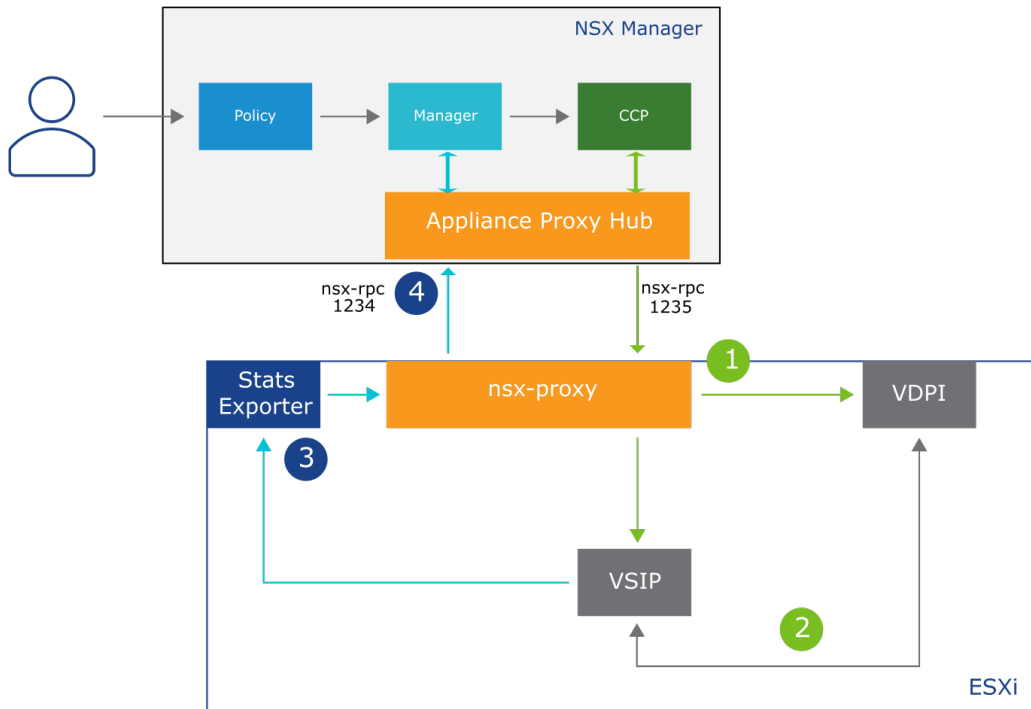 NSX Manager
Policy
Manager
CCP
Appliance Proxy Hub
nsx-rpc
1234
4
nsx-rpc
1235
1
Stats
Exporter
nsx-proxy
VDPI
3
VSIP
2
ESXi